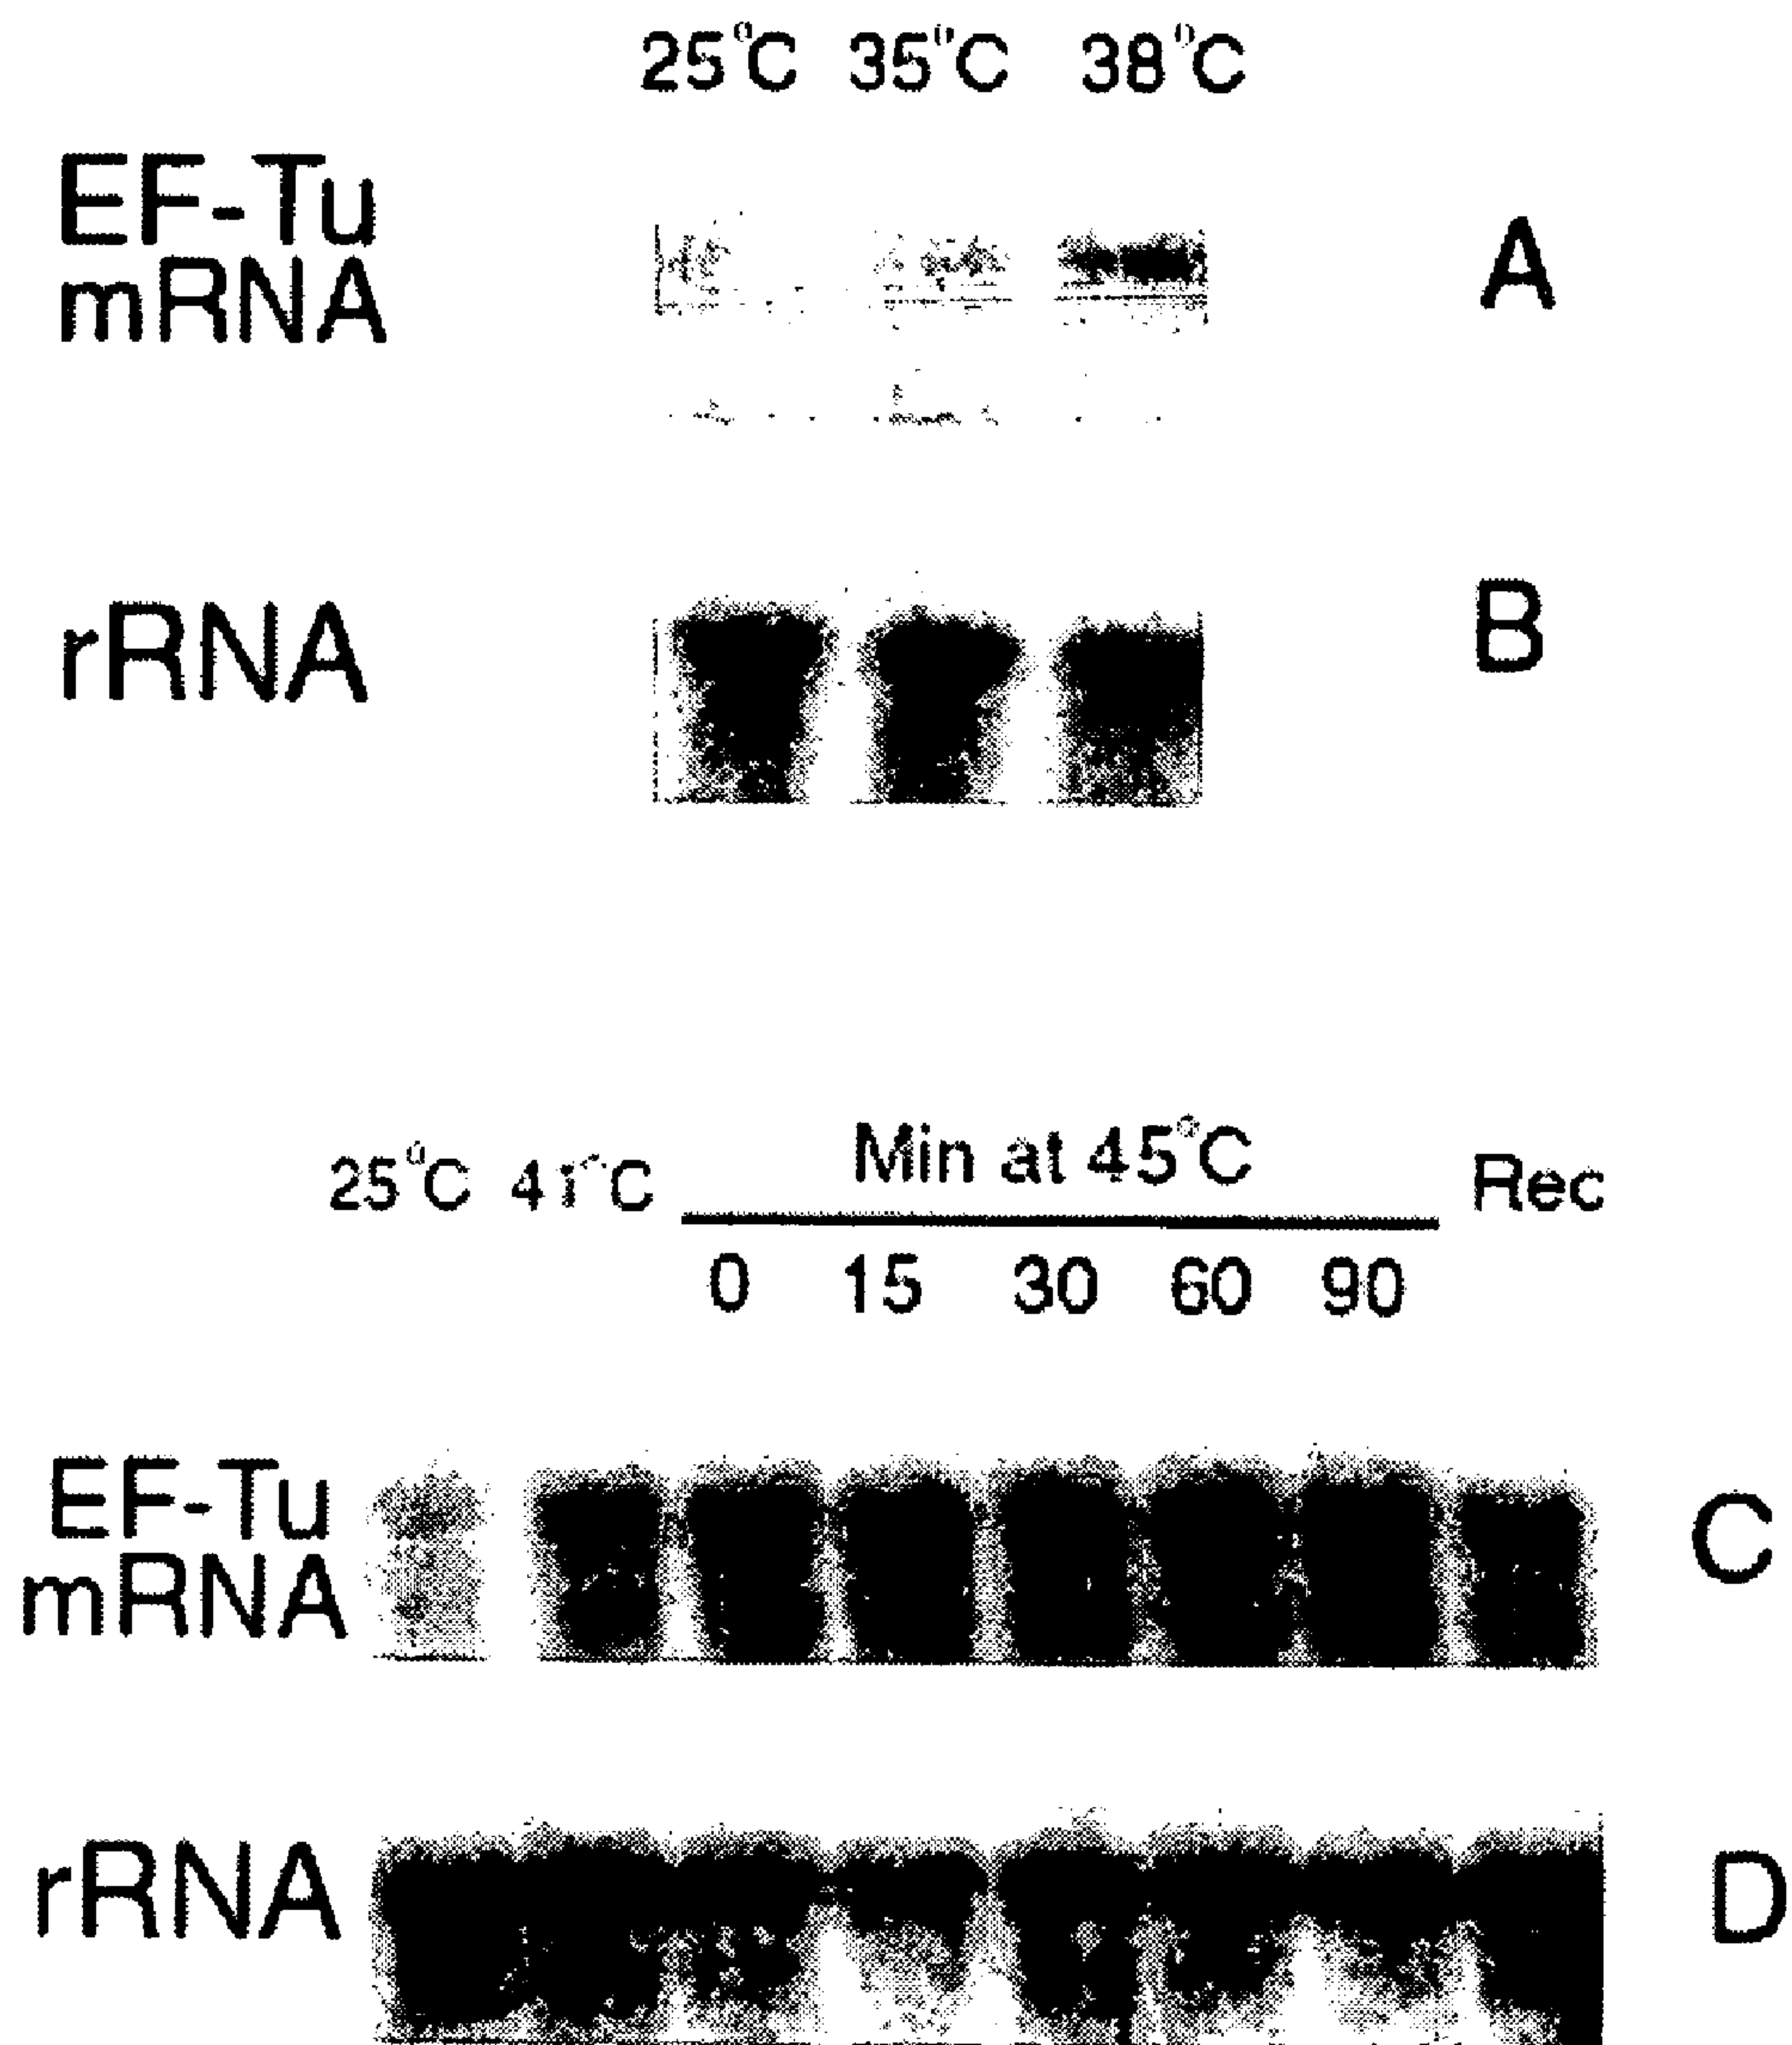 25°C 35°C 38°C
EF-Tu
mRNA
A
rRNA
B
25°C 41°C Min at 45°C Rec
0 15 30 60 90
EF-Tu
mRNA
C
rRNA
D